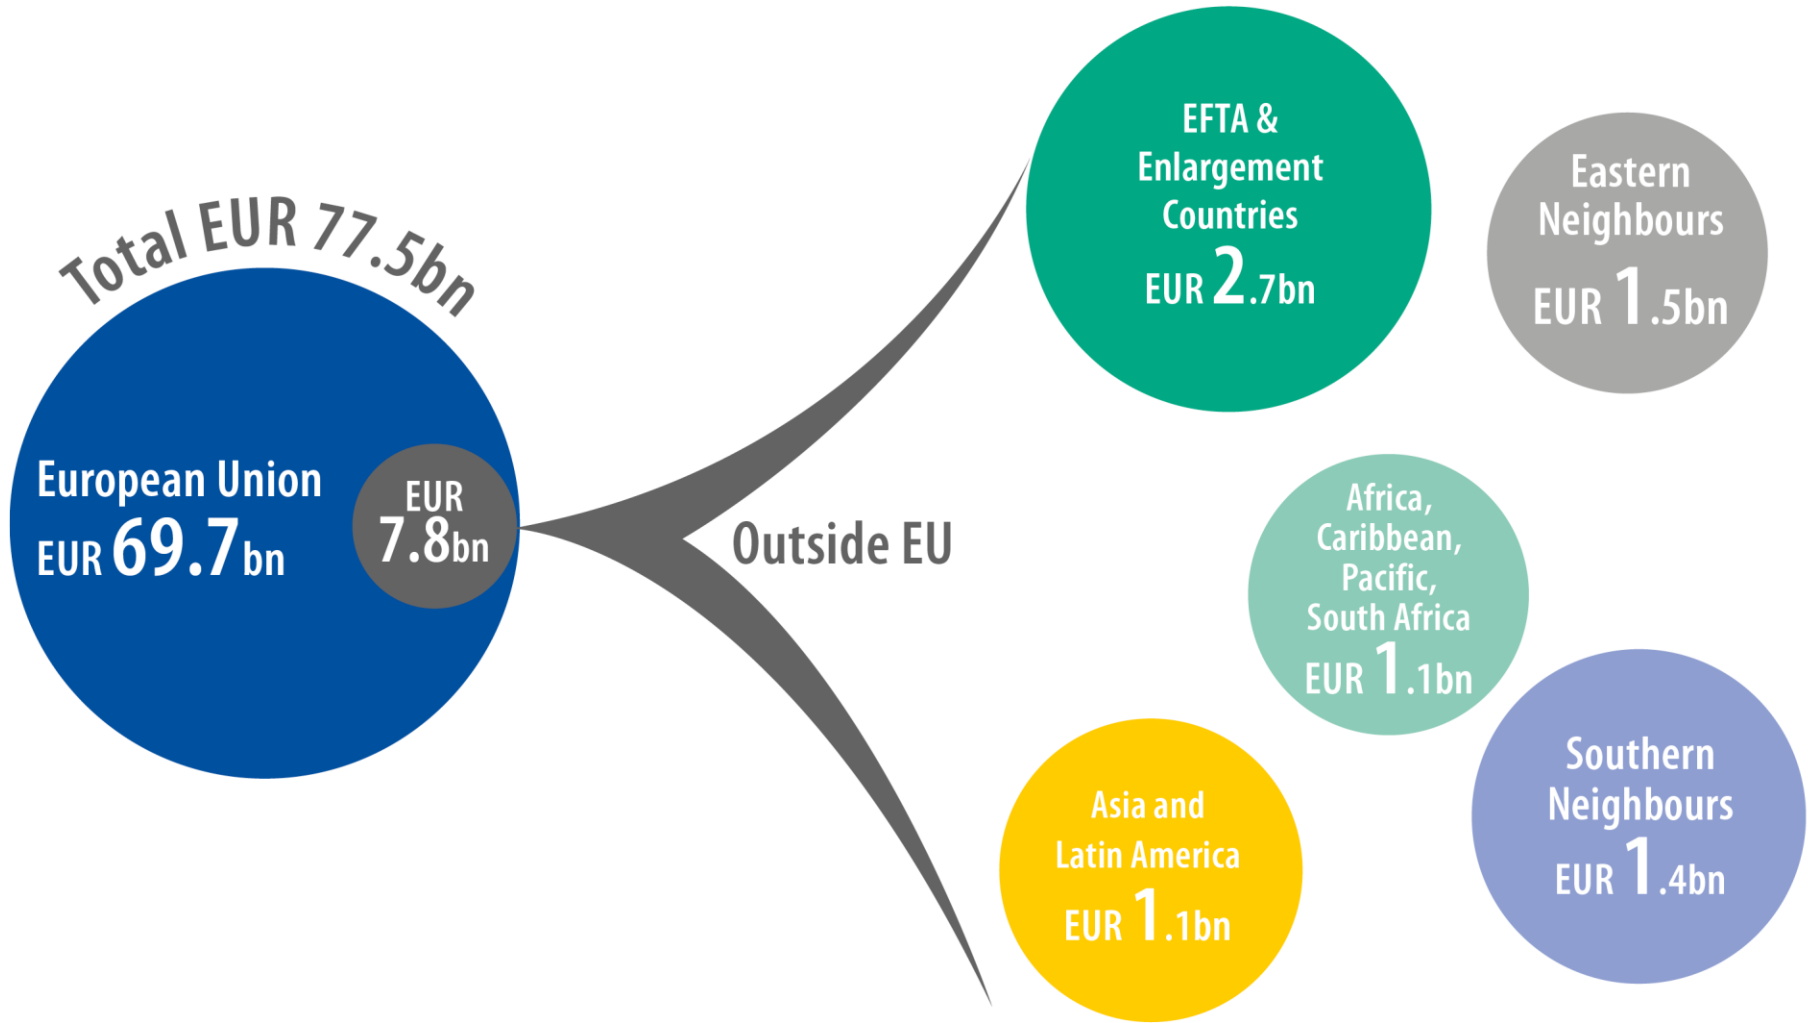 Total EUR 77.5bn
European Union
EUR 69.7bn
EUR
7.8bn
Outside EU
EFTA &
Enlargement
Countries
EUR 2.7bn
Eastern
Neighbours
EUR 1.5bn
Africa,
Caribbean,
Pacific,
South Africa
EUR 1.1bn
Southern
Neighbours
EUR 1.4bn
Asia and
Latin America
EUR 1.1bn